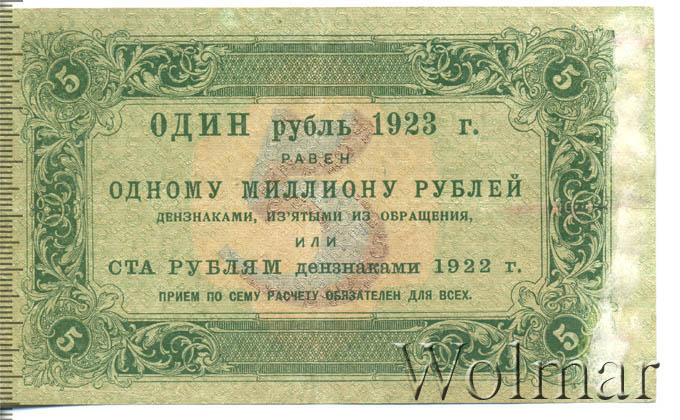 5 5
ОДИН рубль 1923 г.
РАВЕН
ОДНОМУ МИЛЛИОНУ РУБЛЕЙ
ДЕНЗНАКАМИ, ИЗ'ЯТЫМИ ИЗ ОБРАЩЕНИЯ,
ИЛИ
СТА РУБЛЯМ дензнаками 1922 г.
ПРИЕМ ПО СЕМУ РАСЧЕТУ ОБЯЗАТЕЛЕН ДЛЯ ВСЕХ.
5
5 5
Wolmar